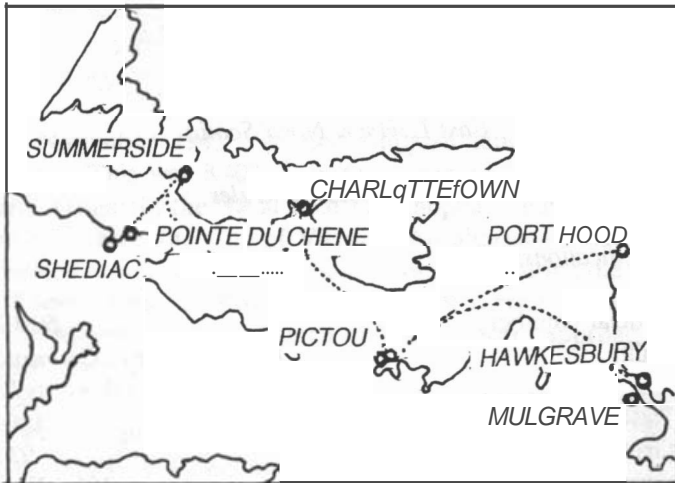 SUMMERSIDE
CHARLqTTEfOWN
POINTE DU CHENE
PORT HOOD
SHEDIAC
PICTOU
HAWKESBURY
MULGRAVE